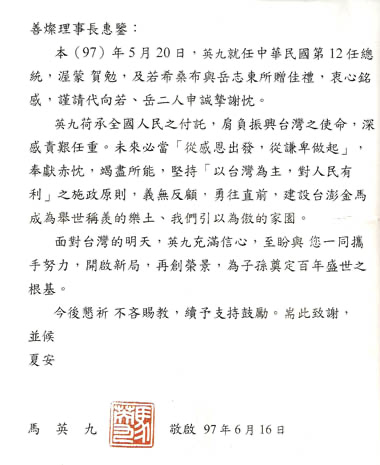 善燦理事長惠鑒：
本（97）年5月20日，英九就任中華民國第12任總
統，渥蒙 賀勉，及若希桑布與岳志東所贈佳禮，衷心銘
感，謹請代向若、岳二人申誠摯謝忱。
英九荷承全國人民之付託，肩負振興台灣之使命，深
感責艱任重。未來必當「從感恩出發，從謙卑做起」，
奉獻赤忱，竭盡所能，堅持「以台灣為主，對人民有
利」之施政原則，義無反顧，勇往直前，建設台澎金馬
成為舉世稱美的樂土、我們引以為傲的家園。
面對台灣的明天，英九充滿信心，至盼與 您一同攜
手努力，開啟新局，再創榮景，為子孫奠定百年盛世之
根基。
今後懇祈 不吝賜教，續予支持鼓勵。耑此致謝，
並候
夏安
馬 英 九 敬啟 97年6月16日